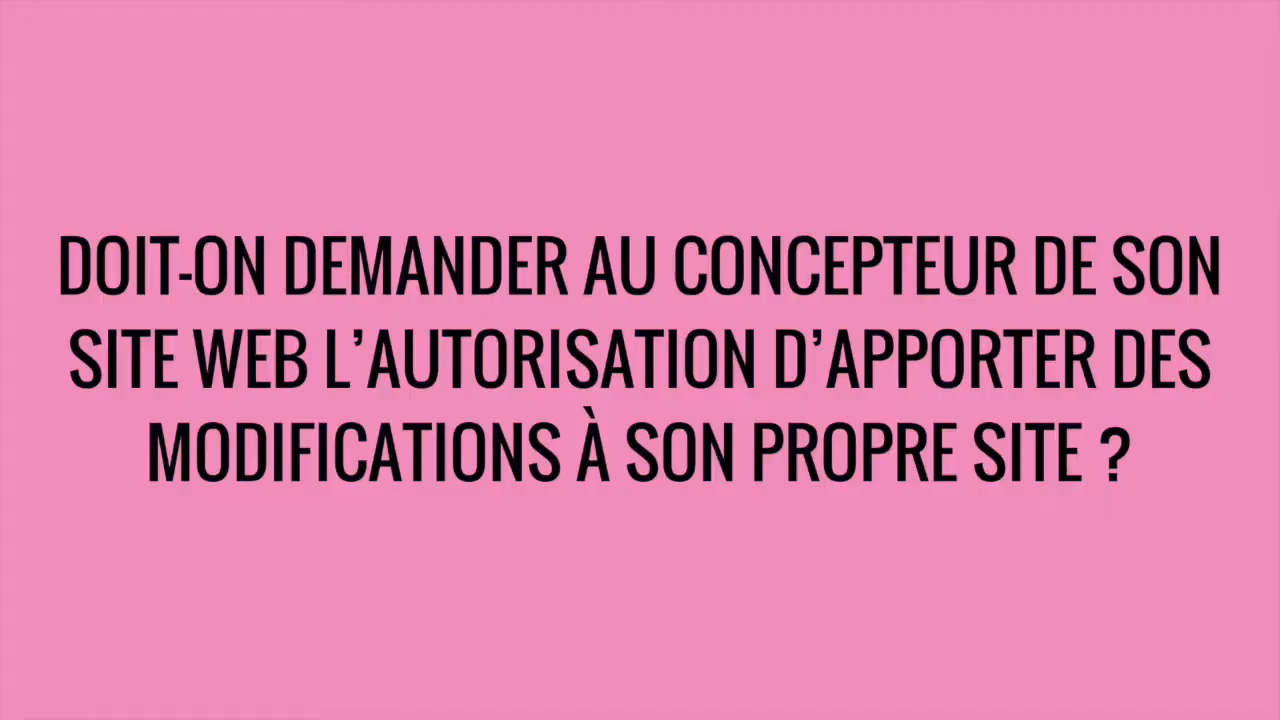 DOIT-ON DEMANDER AU CONCEPTEUR DE SON
SITE WEB L’AUTORISATION D’APPORTER DES
MODIFICATIONS À SON PROPRE SITE ?